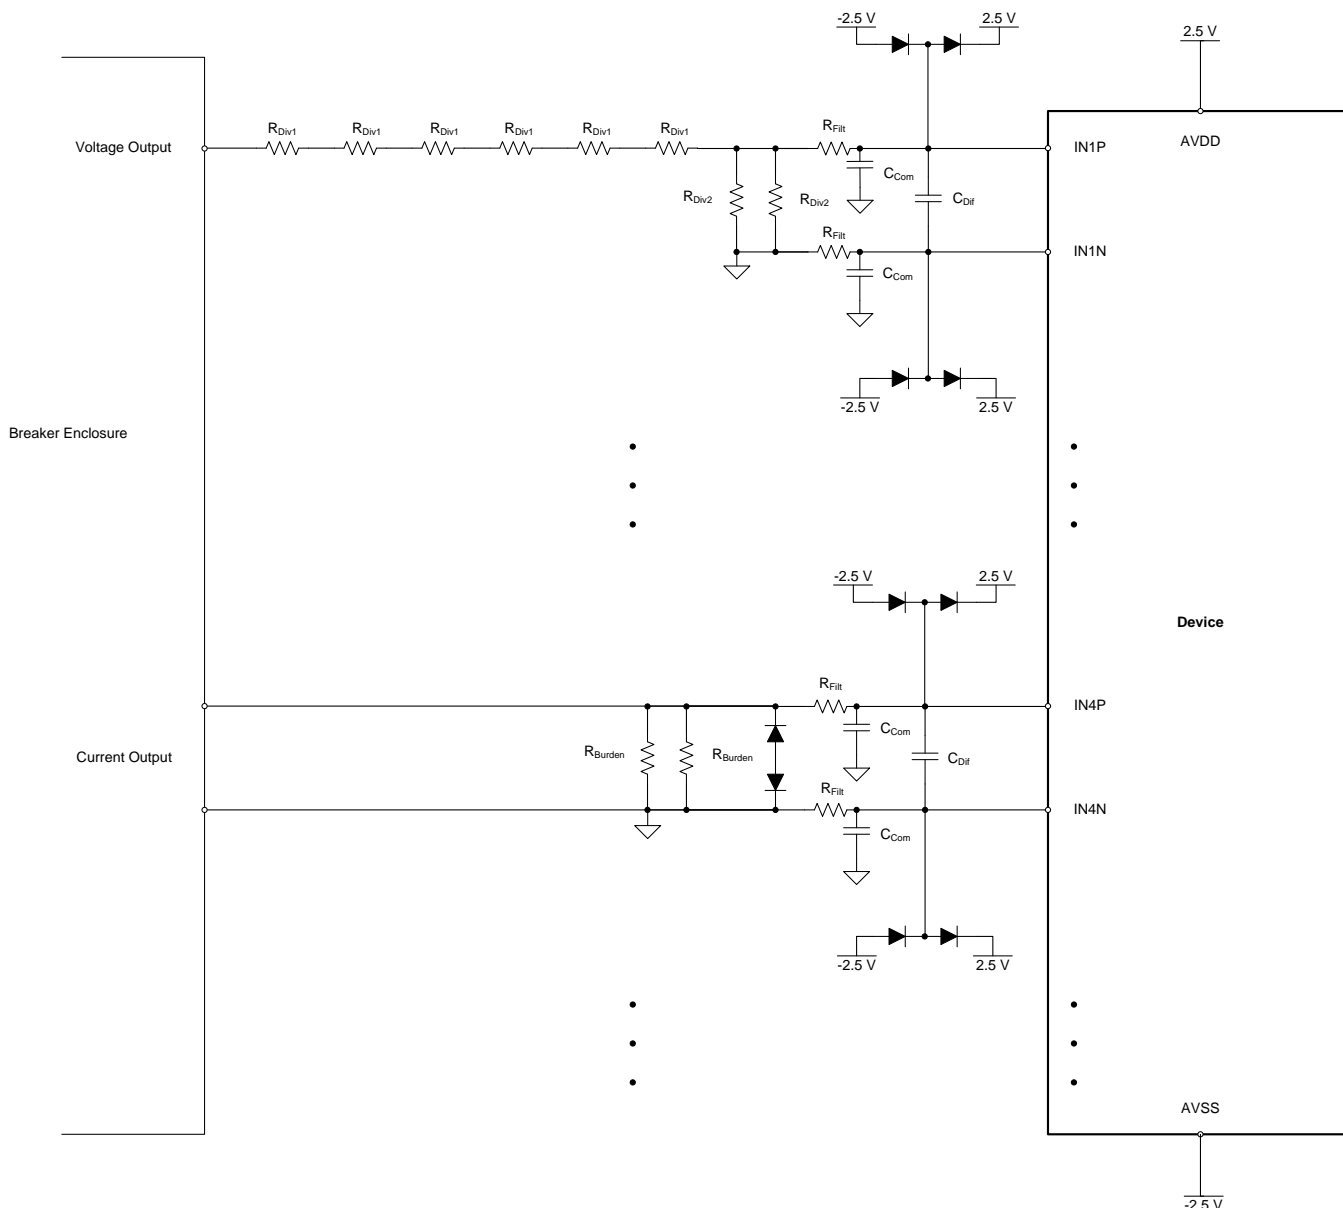 -2.5 V
2.5 V
2.5 V
RDiv1
RDiv1
RDiv1
RDiv1
RDiv1
RDiv1
RFilt
Voltage Output
IN1P
AVDD
CCom
RDiv2
RDiv2
CDif
RFilt
IN1N
CCom
-2.5 V
2.5 V
Breaker Enclosure
-2.5 V
2.5 V
Device
RFilt
IN4P
CCom
RBurden
RBurden
Current Output
CDif
RFilt
IN4N
CCom
-2.5 V
2.5 V
AVSS
-2.5 V